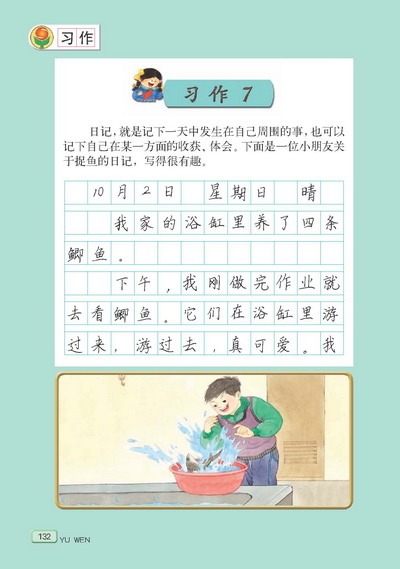 习作
习作 7
日记，就是记下一天中发生在自己周围的事，也可以
记下自己在某一方面的收获、体会。下面是一位小朋友关
于捉鱼的日记，写得很有趣。
10月2日 星期日 晴
我家的浴缸里养了四条
鲫鱼。
下午，我刚做完作业就
去看鲫鱼。它们在浴缸里游
过来，游过去，真可爱。我
132 YU WEN